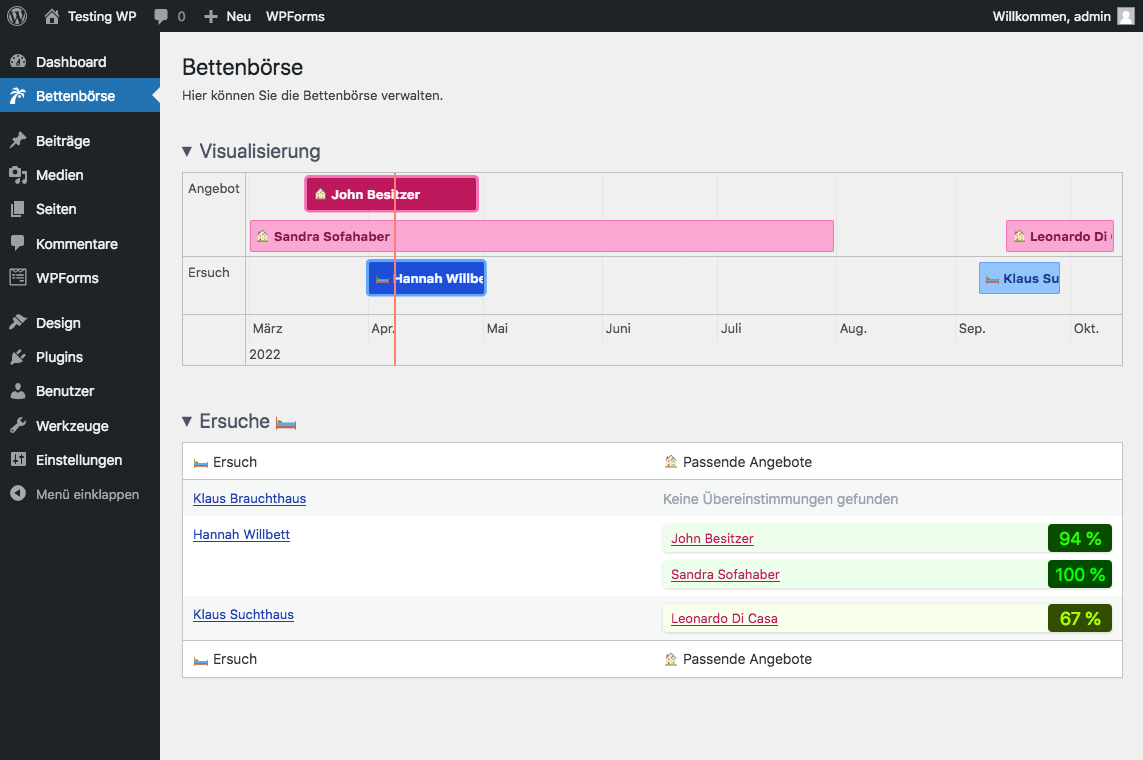 Testing WP 0 Neu WPForms Willkommen, admin
Dashboard
Bettenbörse
Beiträge
Medien
Seiten
Kommentare
WPForms
Design
Plugins
Benutzer
Werkzeuge
Einstellungen
Menü einklappen
Bettenbörse
Hier können Sie die Bettenbörse verwalten.
▼ Visualisierung
Angebot
John Besitzer
Sandra Sofahaber Leonardo Di
Ersuch
Hannah Willbe Klaus Su
März Apr. Mai Juni Juli Aug. Sep. Okt.
2022
▼ Ersuche
Ersuch Passende Angebote
Klaus Brauchthaus Keine Übereinstimmungen gefunden
Hannah Willbett John Besitzer 94 %
Sandra Sofahaber 100 %
Klaus Suchthaus Leonardo Di Casa 67 %
Ersuch Passende Angebote